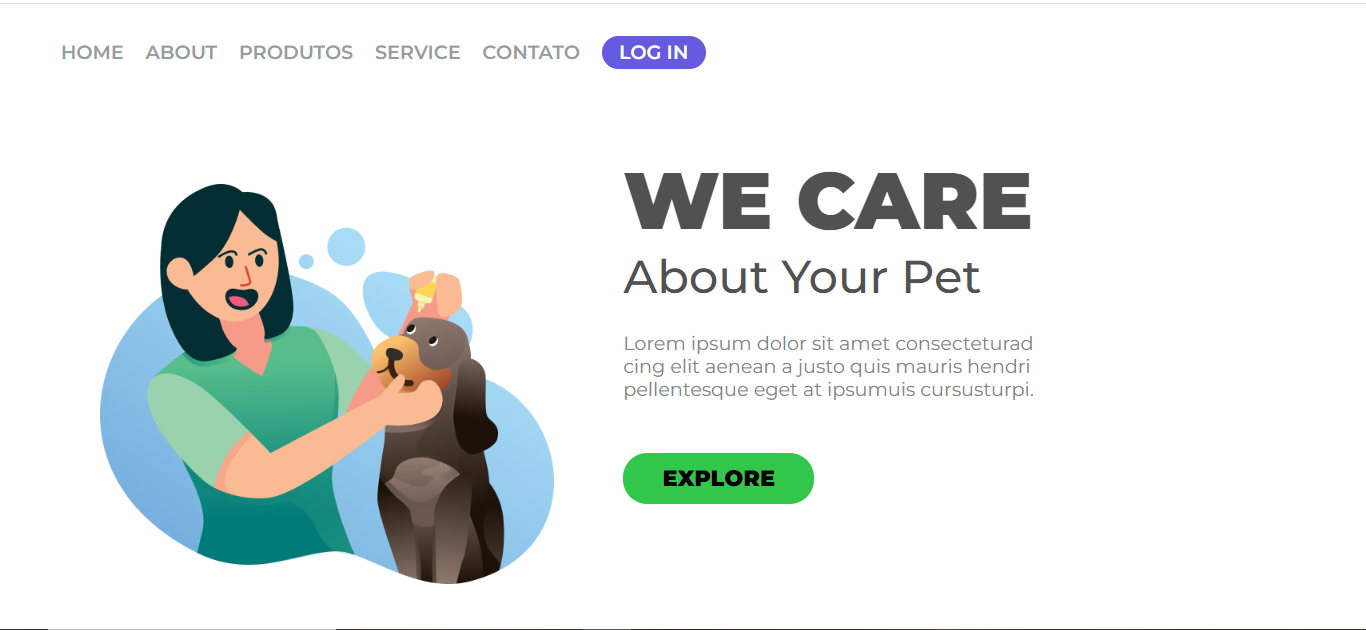 HOME ABOUT PRODUTOS SERVICE CONTATO LOG IN
WE CARE
About Your Pet
Lorem ipsum dolor sit amet consecteturad
cing elit aenean a justo quis mauris hendri
pellentesque eget at ipsumuis cursusturpi.
EXPLORE